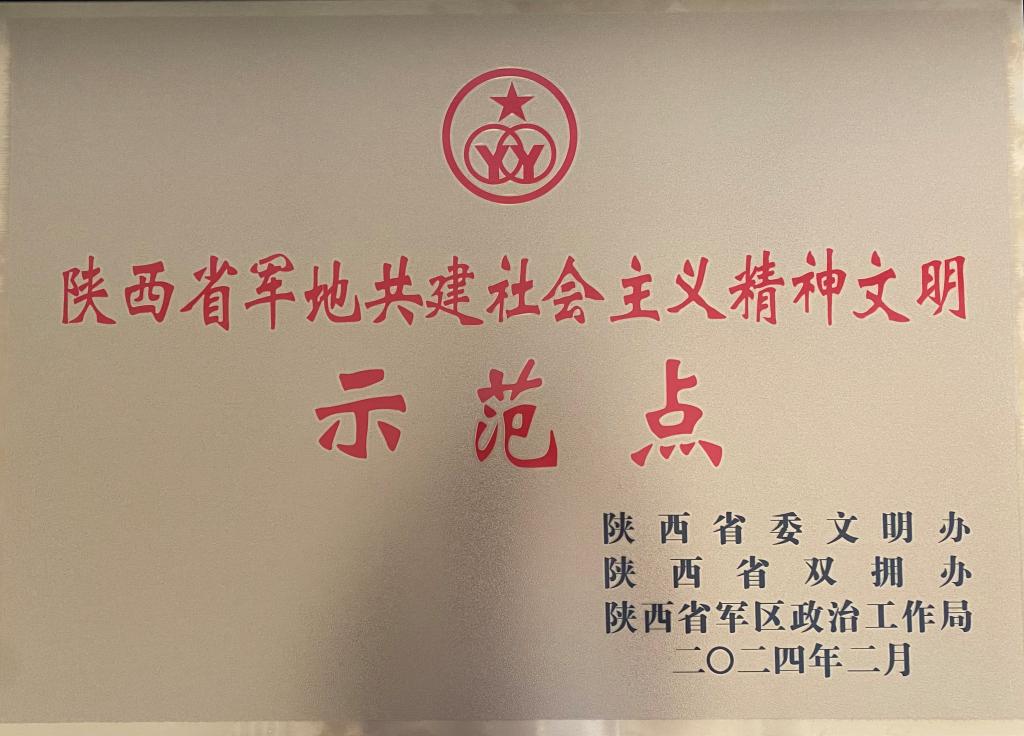 YY
陕西省军地共建社会主义精神文明
示范点
陕西省委文明办
陕西省双拥办
陕西省军区政治工作局
二〇二四年二月